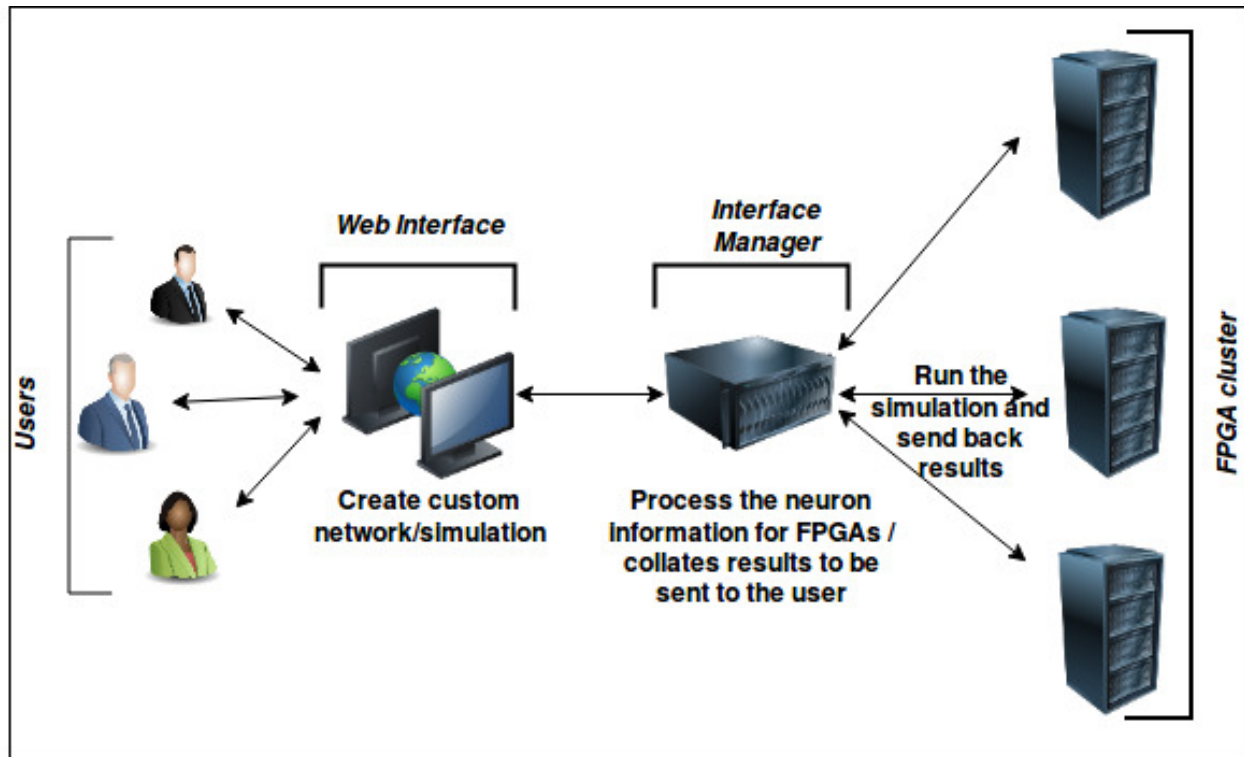 Users
Web Interface
Create custom
network/simulation
Interface
Manager
Process the neuron
information for FPGAs /
collates results to be
sent to the user
Run the
simulation and
send back
results
FPGA cluster